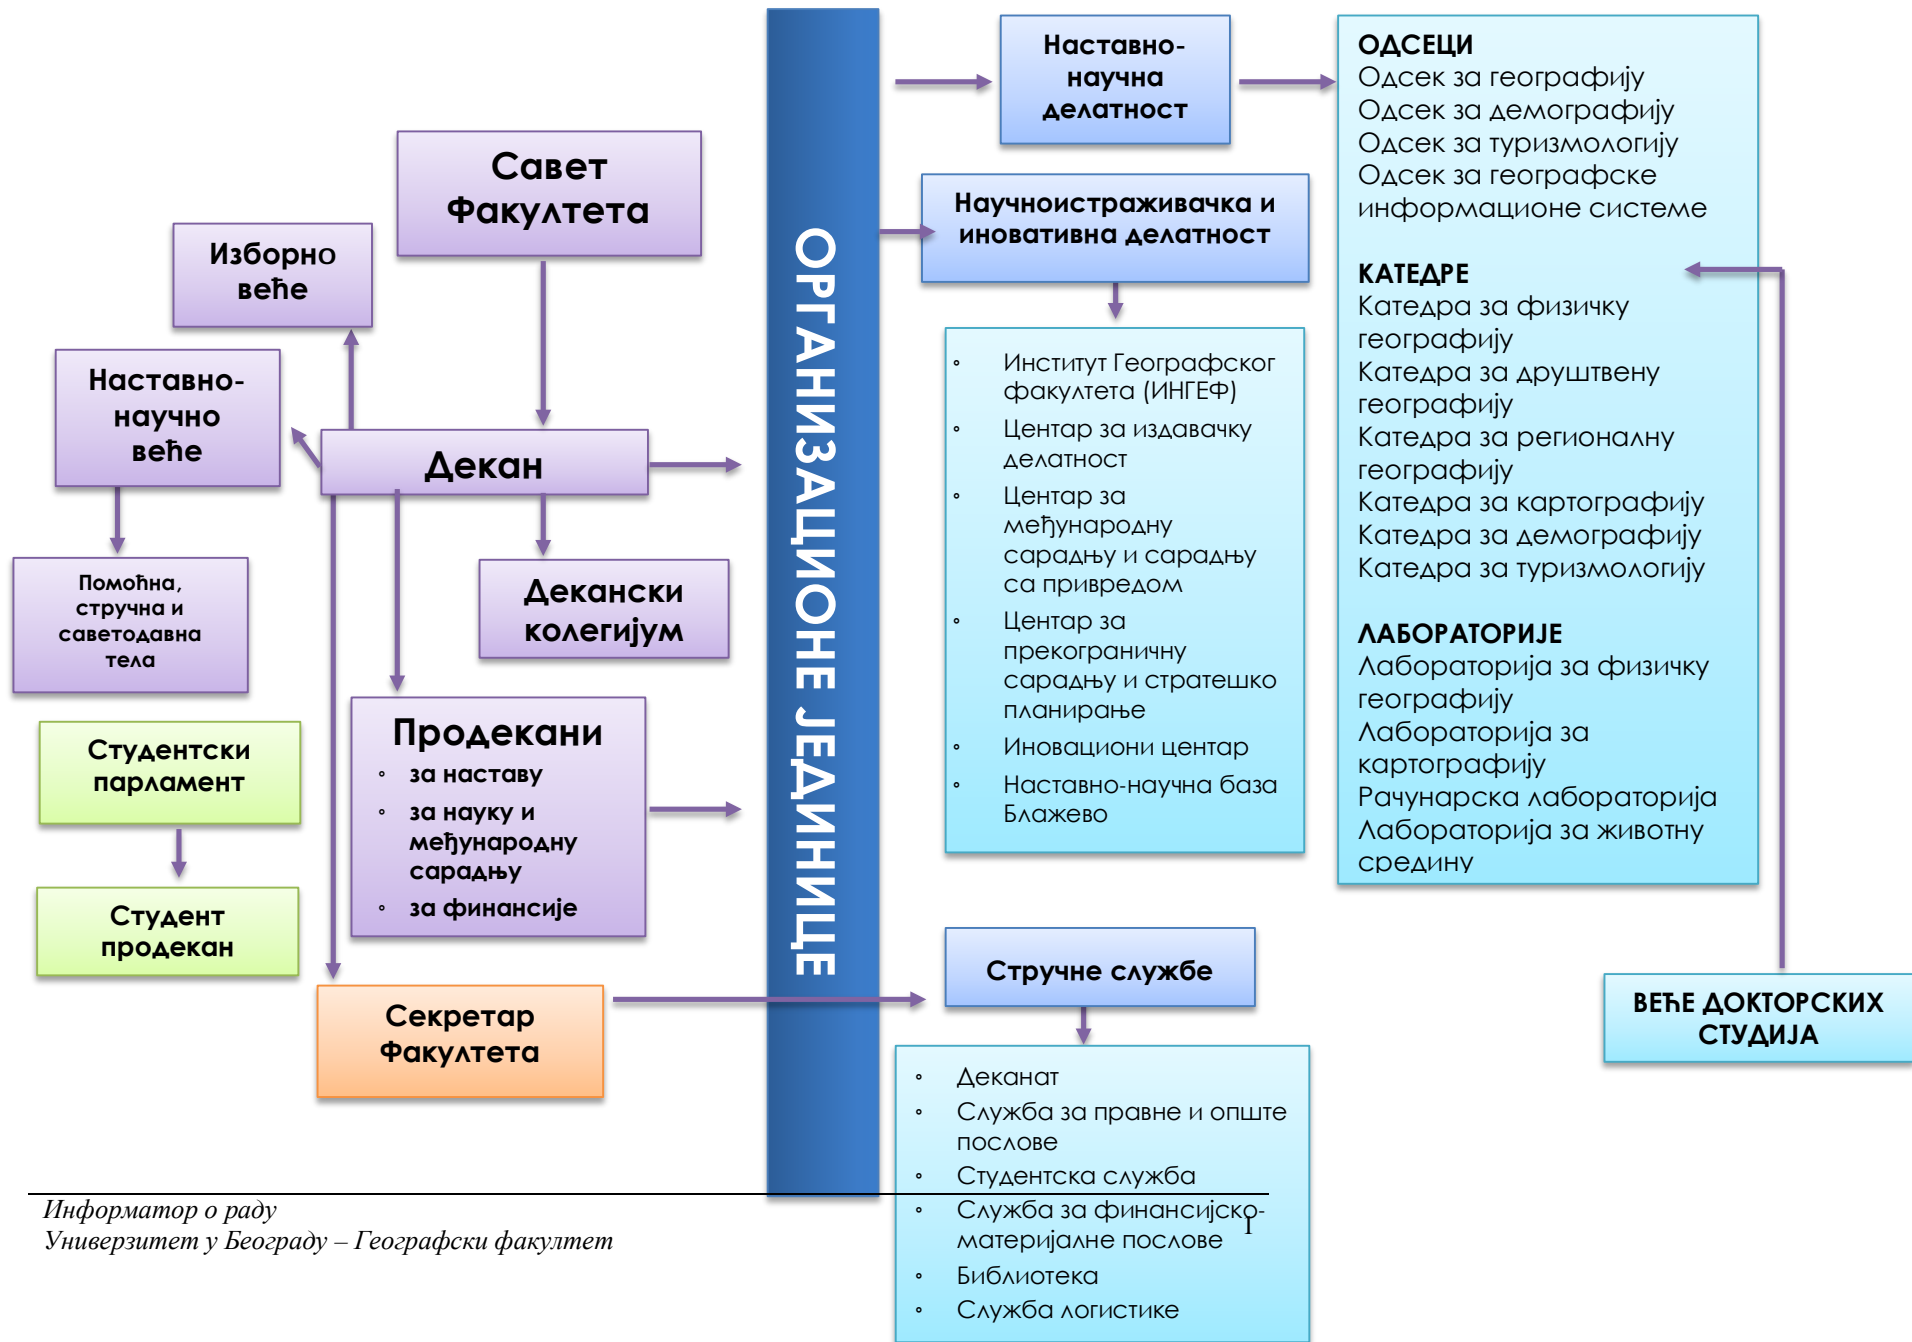 Савет
Факултета
Изборно
веће
Наставно-
научно
веће
Декан
Помоћна,
стручна и
саветодавна
тела
Декански
колегијум
Студентски
парламент
Студент
продекан
Продекани
за наставу
за науку и
међународну
сарадњу
за финансије
Секретар
Факултета
ОРГАНИЗАЦИОНЕ ЈЕДИНИЦЕ
Наставно-
научна
делатност
Научноистраживачка и
иновативна делатност
Институт Географског
факултета (ИНГЕФ)
Центар за издавачку
делатност
Центар за
међународну
сарадњу и сарадњу
са привредом
Центар за
прекограничну
сарадњу и стратешко
планирање
Иновациони центар
Наставно-научна база
Блажево
Стручне службе
Деканат
Служба за правне и опште
послове
Студентска служба
Служба за финансијско-
материјалне послове
Библиотека
Служба логистике
ОДСЕЦИ
Одсек за географију
Одсек за демографију
Одсек за туризмологију
Одсек за географске
информационе системе
КАТЕДРЕ
Катедра за физичку
географију
Катедра за друштвену
географију
Катедра за регионалну
географију
Катедра за картографију
Катедра за демографију
Катедра за туризмологију
ЛАБОРАТОРИЈЕ
Лабораторија за физичку
географију
Лабораторија за
картографију
Рачунарска лабораторија
Лабораторија за животну
средину
ВЕЋЕ ДОКТОРСКИХ
СТУДИЈА
Информатор о раду
Универзитет у Београду – Географски факултет
1